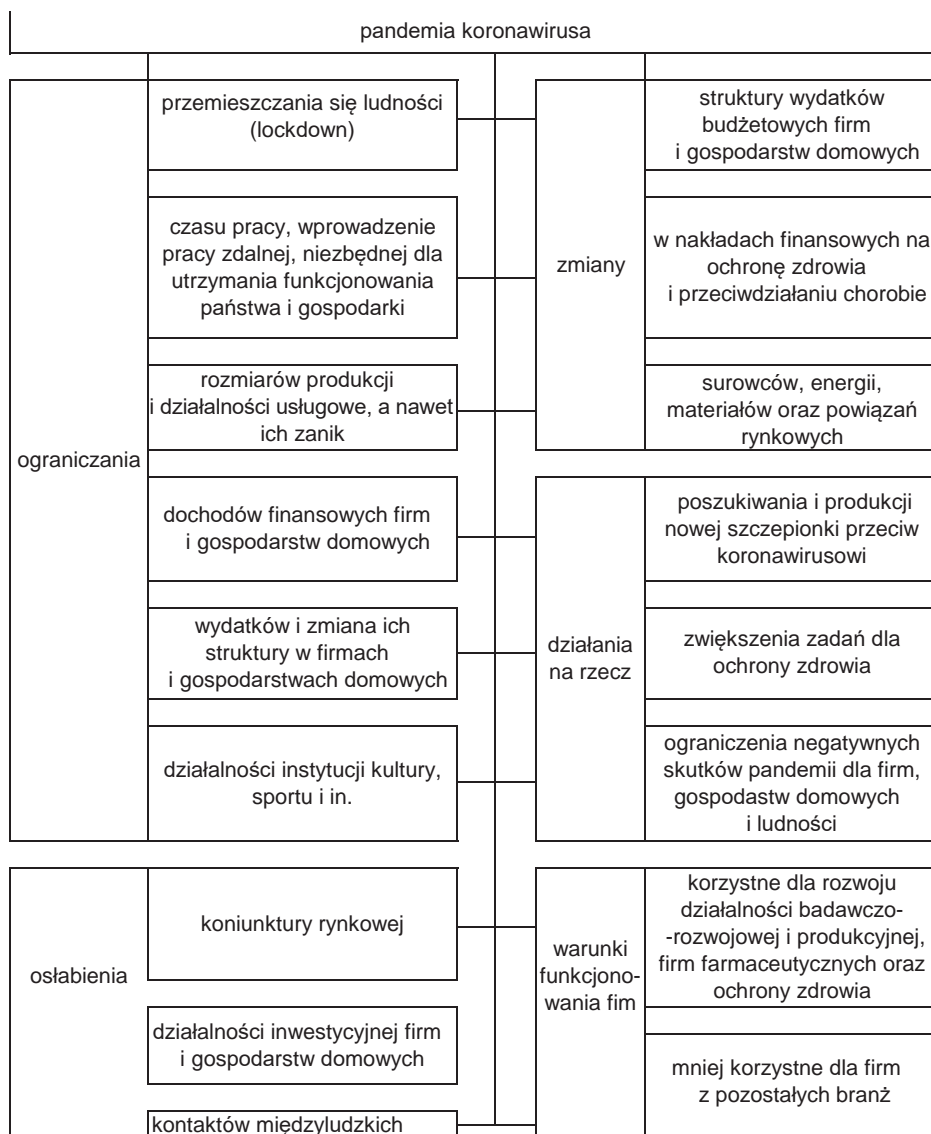 pandemia koronawirusa
ograniczania
przemieszczania się ludności
(lockdown)
czasu pracy, wprowadzenie
pracy zdalnej, niezbędnej dla
utrzymania funkcjonowania
państwa i gospodarki
rozmiarów produkcji
i działalności usługowe, a nawet
ich zanik
dochodów finansowych firm
i gospodarstw domowych
wydatków i zmiana ich
struktury w firmach
i gospodarstwach domowych
działalności instytucji kultury,
sportu i in.
osłabienia
koniunktury rynkowej
działalności inwestycyjnej firm
i gospodarstw domowych
kontaktów międzyludzkich
zmiany
struktury wydatków
budżetowych firm
i gospodarstw domowych
w nakładach finansowych na
ochronę zdrowia
i przeciwdziałaniu chorobie
surowców, energii,
materiałów oraz powiązań
rynkowych
działania
na rzecz
poszukiwania i produkcji
nowej szczepionki przeciw
koronawirusowi
zwiększenia zadań dla
ochrony zdrowia
ograniczenia negatywnych
skutków pandemii dla firm,
gospodastw domowych
i ludności
warunki
funkcjono-
wania fim
korzystne dla rozwoju
działalności badawczo-
-rozwojowej i produkcyjnej,
firm farmaceutycznych oraz
ochrony zdrowia
mniej korzystne dla firm
z pozostałych branż